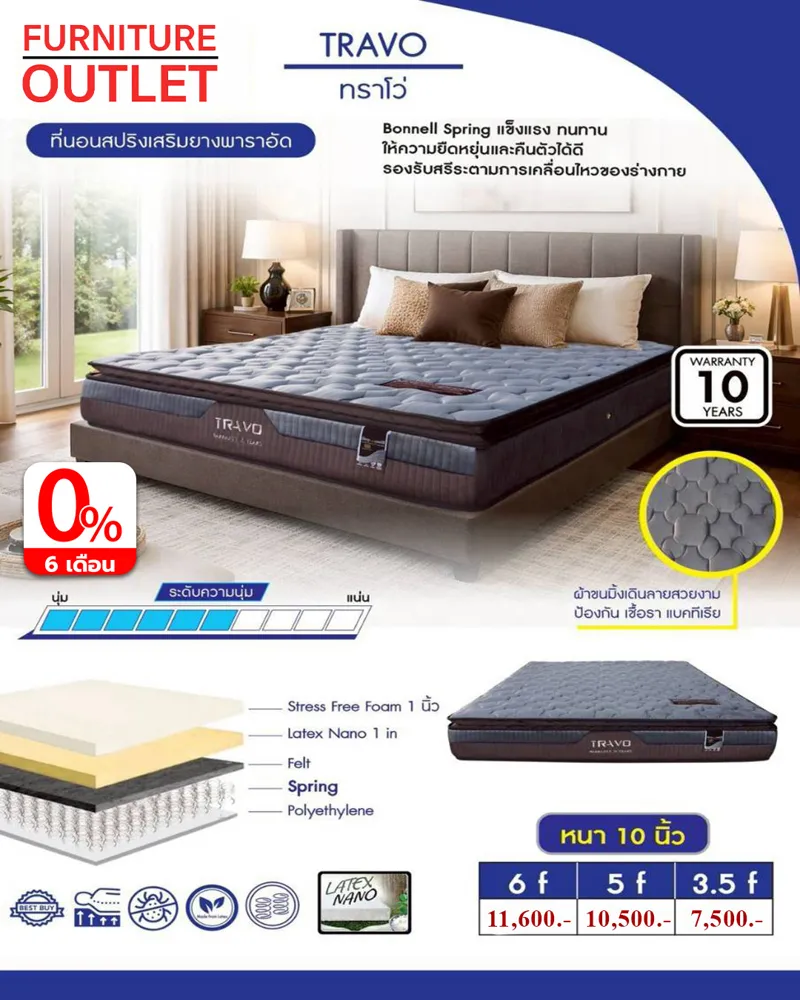 FURNITURE
OUTLET
TRAVO
ทราโว่
ที่นอนสปริงเสริมยางพาราอัด
Bonnell Spring แข็งแรง ทนทาน
ให้ความยืดหยุ่นและคืนตัวได้ดี
รองรับสรีระตามการเคลื่อนไหวของร่างกาย
WARRANTY
10
YEARS
TRAVO
0%
6 เดือน
นุ่ม
ระดับความนุ่ม
แน่น
ผ้าขนมิ้งเดินลายสวยงาม
ป้องกัน เชื้อรา แบคทีเรีย
Stress Free Foam 1 นิ้ว
Latex Nano 1 in
Felt
Spring
Polyethylene
TRAVO
หนา 10 นิ้ว
6 f 5 f 3.5 f
11,600.- 10,500.- 7,500.-
BEST BUY
Made from Latex
LATEX
NANO